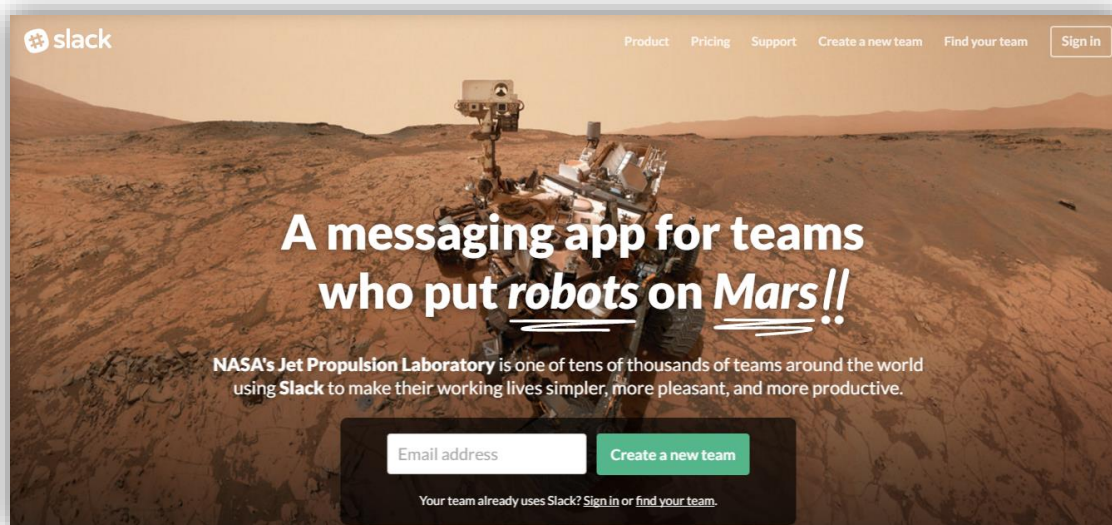 slack
Product Pricing Support Create a new team Find your team Sign in
A messaging app for teams
who put robots on Mars!!
NASA's Jet Propulsion Laboratory is one of tens of thousands of teams around the world
using Slack to make their working lives simpler, more pleasant, and more productive.
Email address Create a new team
Your team already uses Slack? Sign in or find your team.